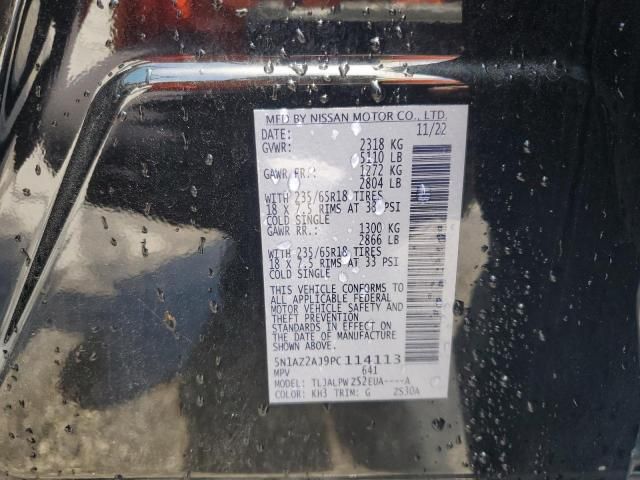 MFD BY NISSAN MOTOR CO., LTD.
DATE: 11/22
GVWR: 2318 KG
5110 LB
GAWR FR.: 1272 KG
2804 LB
WITH 235/65R18 TIRES
18 X 7.5 RIMS AT 33 PSI
COLD SINGLE
GAWR RR.: 1300 KG
2866 LB
WITH 235/65R18 TIRES
18 X 7.5 RIMS AT 33 PSI
COLD SINGLE
THIS VEHICLE CONFORMS TO
ALL APPLICABLE FEDERAL
MOTOR VEHICLE SAFETY
AND THEFT PREVENTION
STANDARDS IN EFFECT ON
THE DATE OF MANUFACTURE
SHOWN ABOVE.
5N1AZ2AJ9PC114113
MPV 641
MODEL: TLJALPW Z52EUA----A
COLOR: KH3 TRIM: G ZS30A